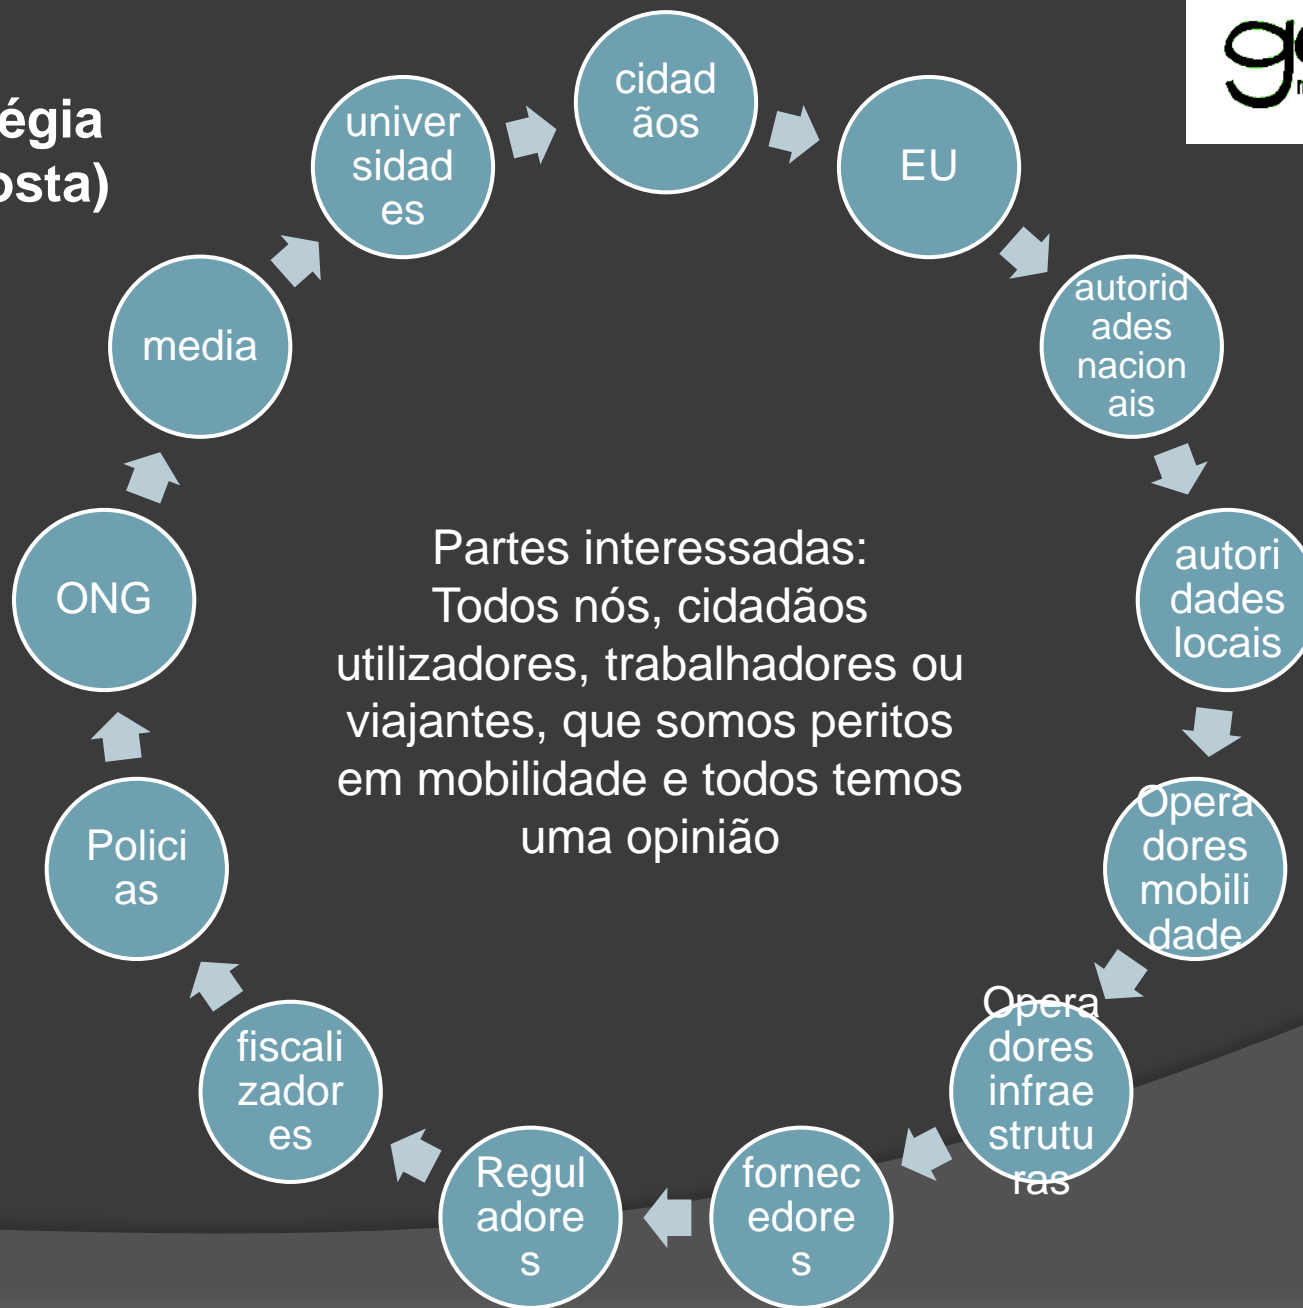 égia
osta)
cidad
ãos
EU
autorid
ades
nacion
ais
autori
dades
locais
Opera
dores
mobili
dade
Opera
dores
infrae
strutu
ras
fornec
edore
s
Regul
adore
s
fiscali
zador
es
Polici
as
ONG
media
univer
sidad
es
Partes interessadas:
Todos nós, cidadãos
utilizadores, trabalhadores ou
viajantes, que somos peritos
em mobilidade e todos temos
uma opinião